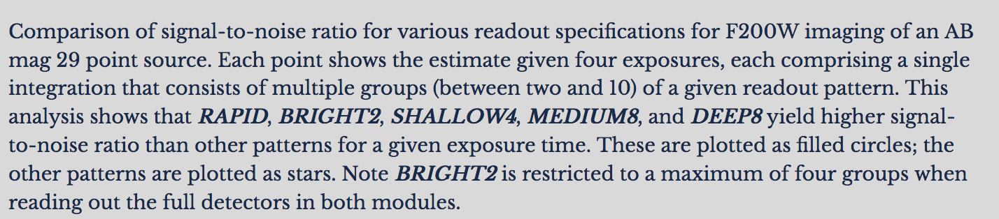 Comparison of signal-to-noise ratio for various readout specifications for F200W imaging of an AB
mag 29 point source. Each point shows the estimate given four exposures, each comprising a single
integration that consists of multiple groups (between two and 10) of a given readout pattern. This
analysis shows that RAPID, BRIGHT2, SHALLOW4, MEDIUM8, and DEEP8 yield higher signal-
to-noise ratio than other patterns for a given exposure time. These are plotted as filled circles; the
other patterns are plotted as stars. Note BRIGHT2 is restricted to a maximum of four groups when
reading out the full detectors in both modules.